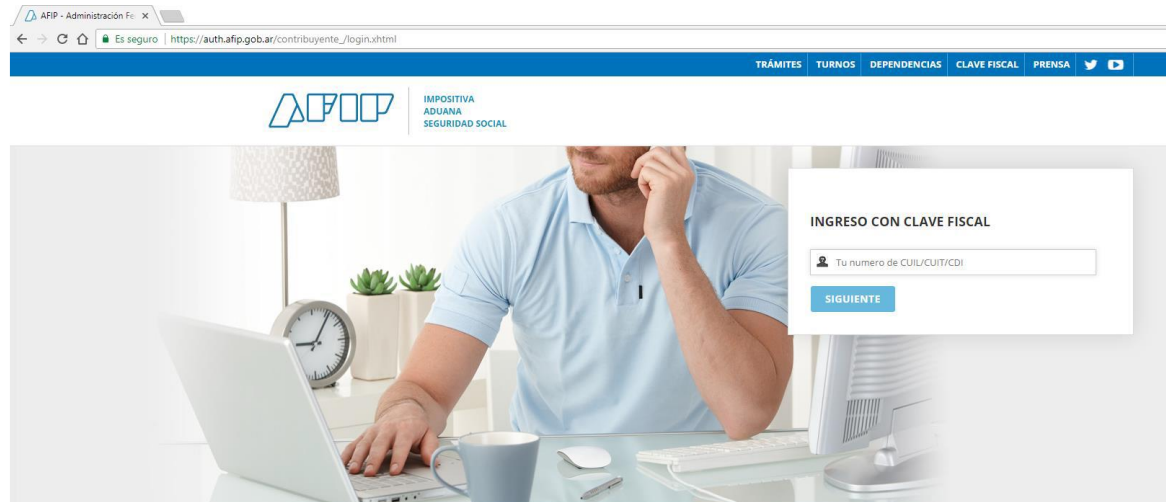 AFIP - Administración Fe
Es seguro | https://auth.afip.gob.ar/contribuyente_/login.xhtml
TRÁMITES TURNOS DEPENDENCIAS CLAVE FISCAL PRENSA
AFIP
IMPOSITIVA
ADUANA
SEGURIDAD SOCIAL
INGRESO CON CLAVE FISCAL
Tu numero de CUIL/CUIT/CDI
SIGUIENTE